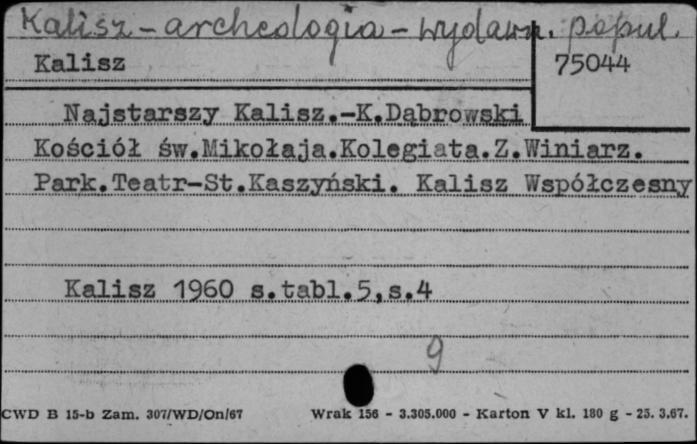 Kalisz - archeologia - wydawn. popul.
Kalisz
75044
Najstarszy Kalisz.-K.Dąbrowski
Kościół św.Mikołaja.Kolegiata.Z.Winiarz.
Park.Teatr-St.Kaszyński. Kalisz Współczesny
Kalisz 1960 s.tabl.5,s.4
9
CWD B 15-b Zam. 307/WD/On/67 Wrak 156 - 3.305.000 - Karton V kl. 180 g - 25. 3.67.